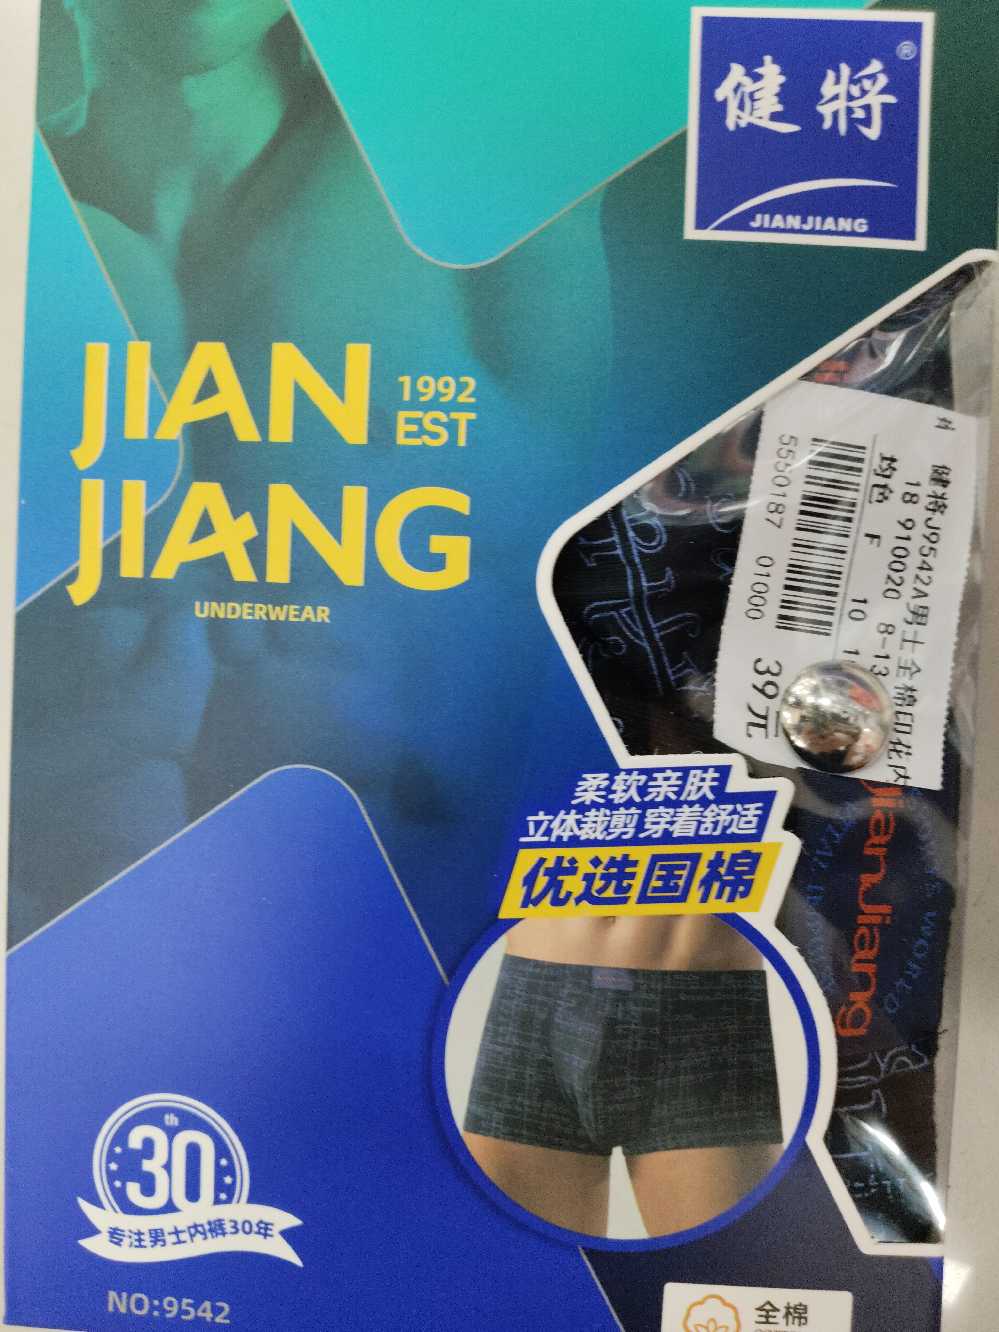 健將®
JIANJIANG
JIAN
1992
EST
JIANG
UNDERWEAR
健将J9542A男士全棉印花内
18 910020 8-13
均色 F 10
5550187 01000
39元
柔软亲肤
立体裁剪 穿着舒适
优选国棉
JianJiang
WORLD
30th
专注男士内裤30年
NO:9542
全棉